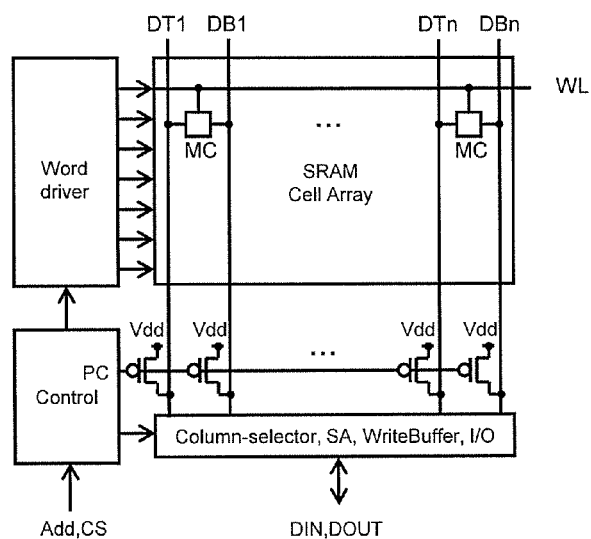 DT1 DB1 DTn DBn
WL
MC ... MC
Word
driver
SRAM
Cell Array
Vdd Vdd ... Vdd Vdd
PC
Control
Column-selector, SA, WriteBuffer, I/O
Add,CS DIN,DOUT